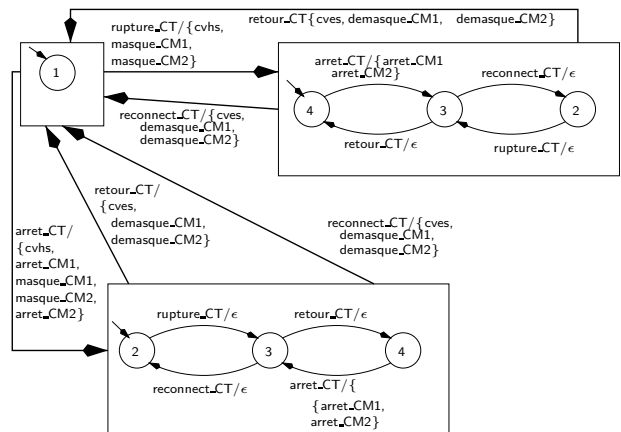 retour_CT{cves, demasque_CM1, demasque_CM2}
rupture_CT/{cvhs,
masque_CM1,
masque_CM2}
1
arret_CT/{arret_CM1
arret_CM2}
reconnect_CT/ϵ
4
3
2
retour_CT/ϵ
rupture_CT/ϵ
reconnect_CT/{cves,
demasque_CM1,
demasque_CM2}
retour_CT/
{cves,
demasque_CM1,
demasque_CM2}
reconnect_CT/{cves,
demasque_CM1,
demasque_CM2}
arret_CT/
{cvhs,
arret_CM1,
masque_CM1,
masque_CM2,
arret_CM2}
rupture_CT/ϵ
retour_CT/ϵ
2
3
4
reconnect_CT/ϵ
arret_CT/{
{arret_CM1,
arret_CM2}